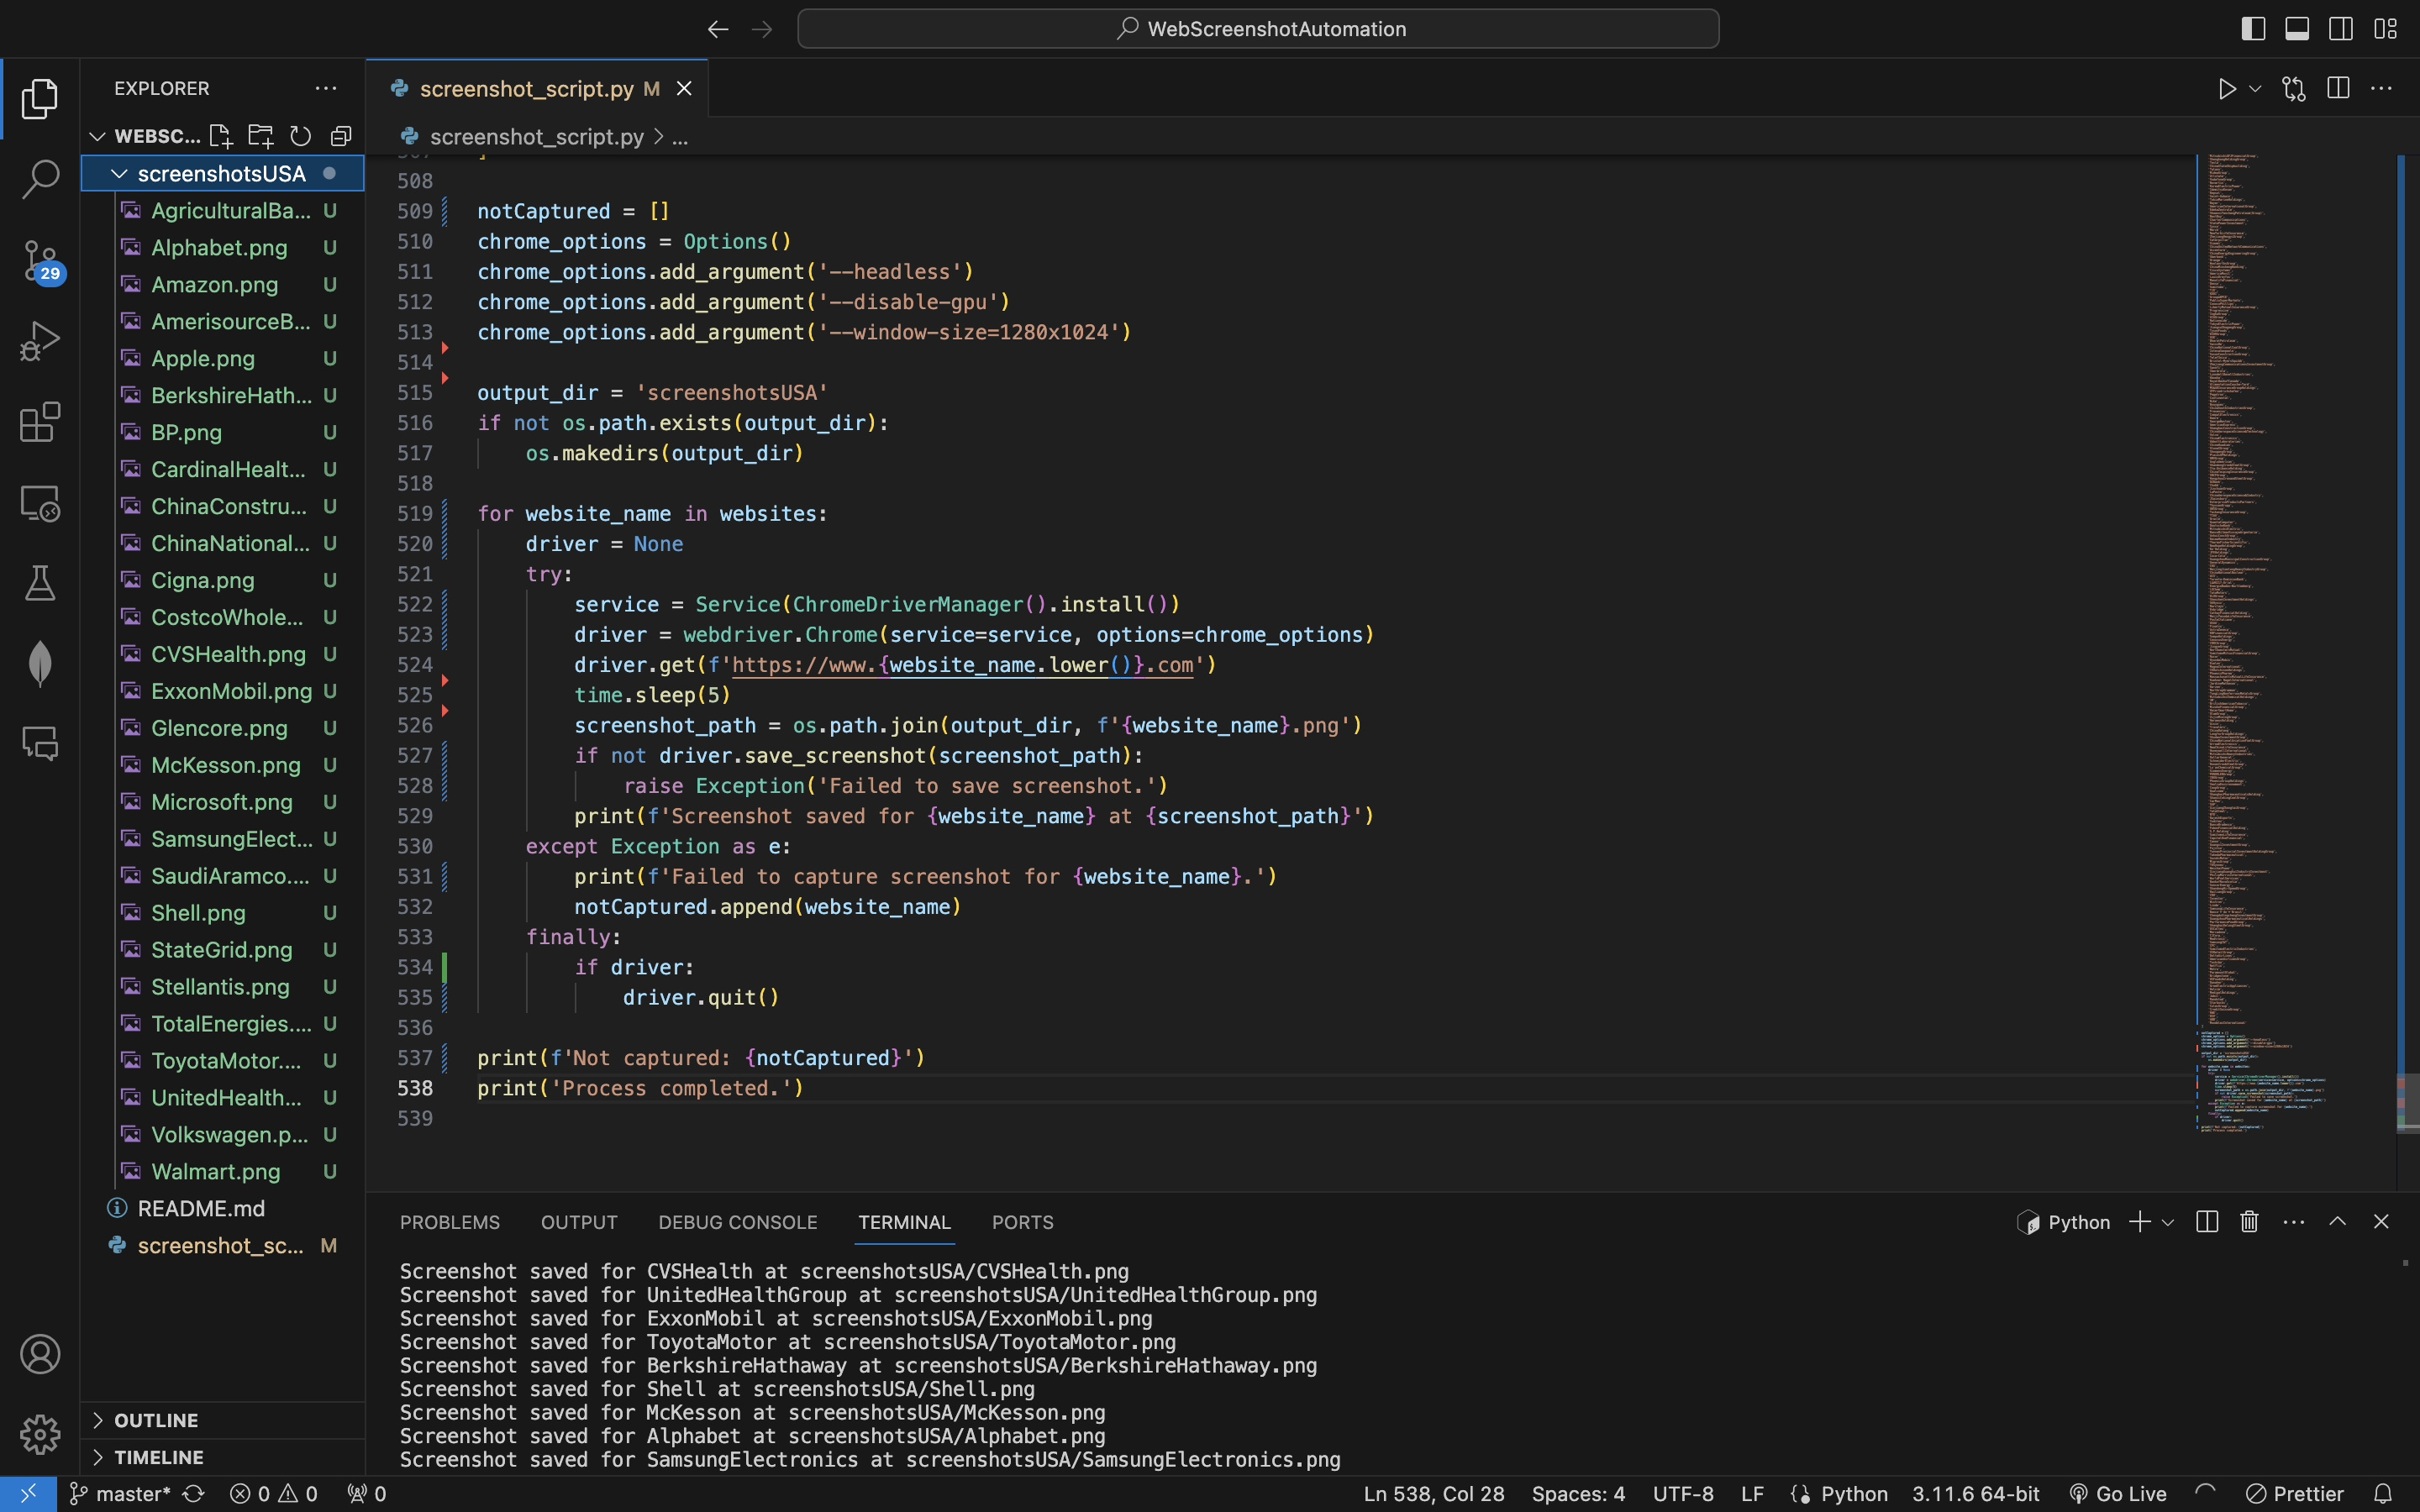 WebScreenshotAutomation
EXPLORER
WEBSC...
screenshotsUSA
AgriculturalBa... U
Alphabet.png U
Amazon.png U
AmerisourceB... U
Apple.png U
BerkshireHath... U
BP.png U
CardinalHealt... U
ChinaConstru... U
ChinaNational... U
Cigna.png U
CostcoWhole... U
CVSHealth.png U
ExxonMobil.png U
Glencore.png U
McKesson.png U
Microsoft.png U
SamsungElect... U
SaudiAramco.... U
Shell.png U
StateGrid.png U
Stellantis.png U
TotalEnergies.... U
ToyotaMotor.... U
UnitedHealth... U
Volkswagen.p... U
Walmart.png U
README.md
screenshot_sc... M
OUTLINE
TIMELINE
29
screenshot_script.py M
screenshot_script.py > ...
507 ]
508
509 notCaptured = []
510 chrome_options = Options()
511 chrome_options.add_argument('--headless')
512 chrome_options.add_argument('--disable-gpu')
513 chrome_options.add_argument('--window-size=1280x1024')
514
515 output_dir = 'screenshotsUSA'
516 if not os.path.exists(output_dir):
517     os.makedirs(output_dir)
518
519 for website_name in websites:
520     driver = None
521     try:
522         service = Service(ChromeDriverManager().install())
523         driver = webdriver.Chrome(service=service, options=chrome_options)
524         driver.get(f'https://www.{website_name.lower()}.com')
525         time.sleep(5)
526         screenshot_path = os.path.join(output_dir, f'{website_name}.png')
527         if not driver.save_screenshot(screenshot_path):
528             raise Exception('Failed to save screenshot.')
529         print(f'Screenshot saved for {website_name} at {screenshot_path}')
530     except Exception as e:
531         print(f'Failed to capture screenshot for {website_name}.')
532         notCaptured.append(website_name)
533     finally:
534         if driver:
535             driver.quit()
536
537 print(f'Not captured: {notCaptured}')
538 print('Process completed.')
539
PROBLEMS OUTPUT DEBUG CONSOLE TERMINAL PORTS
Python
Screenshot saved for CVSHealth at screenshotsUSA/CVSHealth.png
Screenshot saved for UnitedHealthGroup at screenshotsUSA/UnitedHealthGroup.png
Screenshot saved for ExxonMobil at screenshotsUSA/ExxonMobil.png
Screenshot saved for ToyotaMotor at screenshotsUSA/ToyotaMotor.png
Screenshot saved for BerkshireHathaway at screenshotsUSA/BerkshireHathaway.png
Screenshot saved for Shell at screenshotsUSA/Shell.png
Screenshot saved for McKesson at screenshotsUSA/McKesson.png
Screenshot saved for Alphabet at screenshotsUSA/Alphabet.png
Screenshot saved for SamsungElectronics at screenshotsUSA/SamsungElectronics.png
master* 0 0 0 Ln 538, Col 28 Spaces: 4 UTF-8 LF Python 3.11.6 64-bit Go Live Prettier